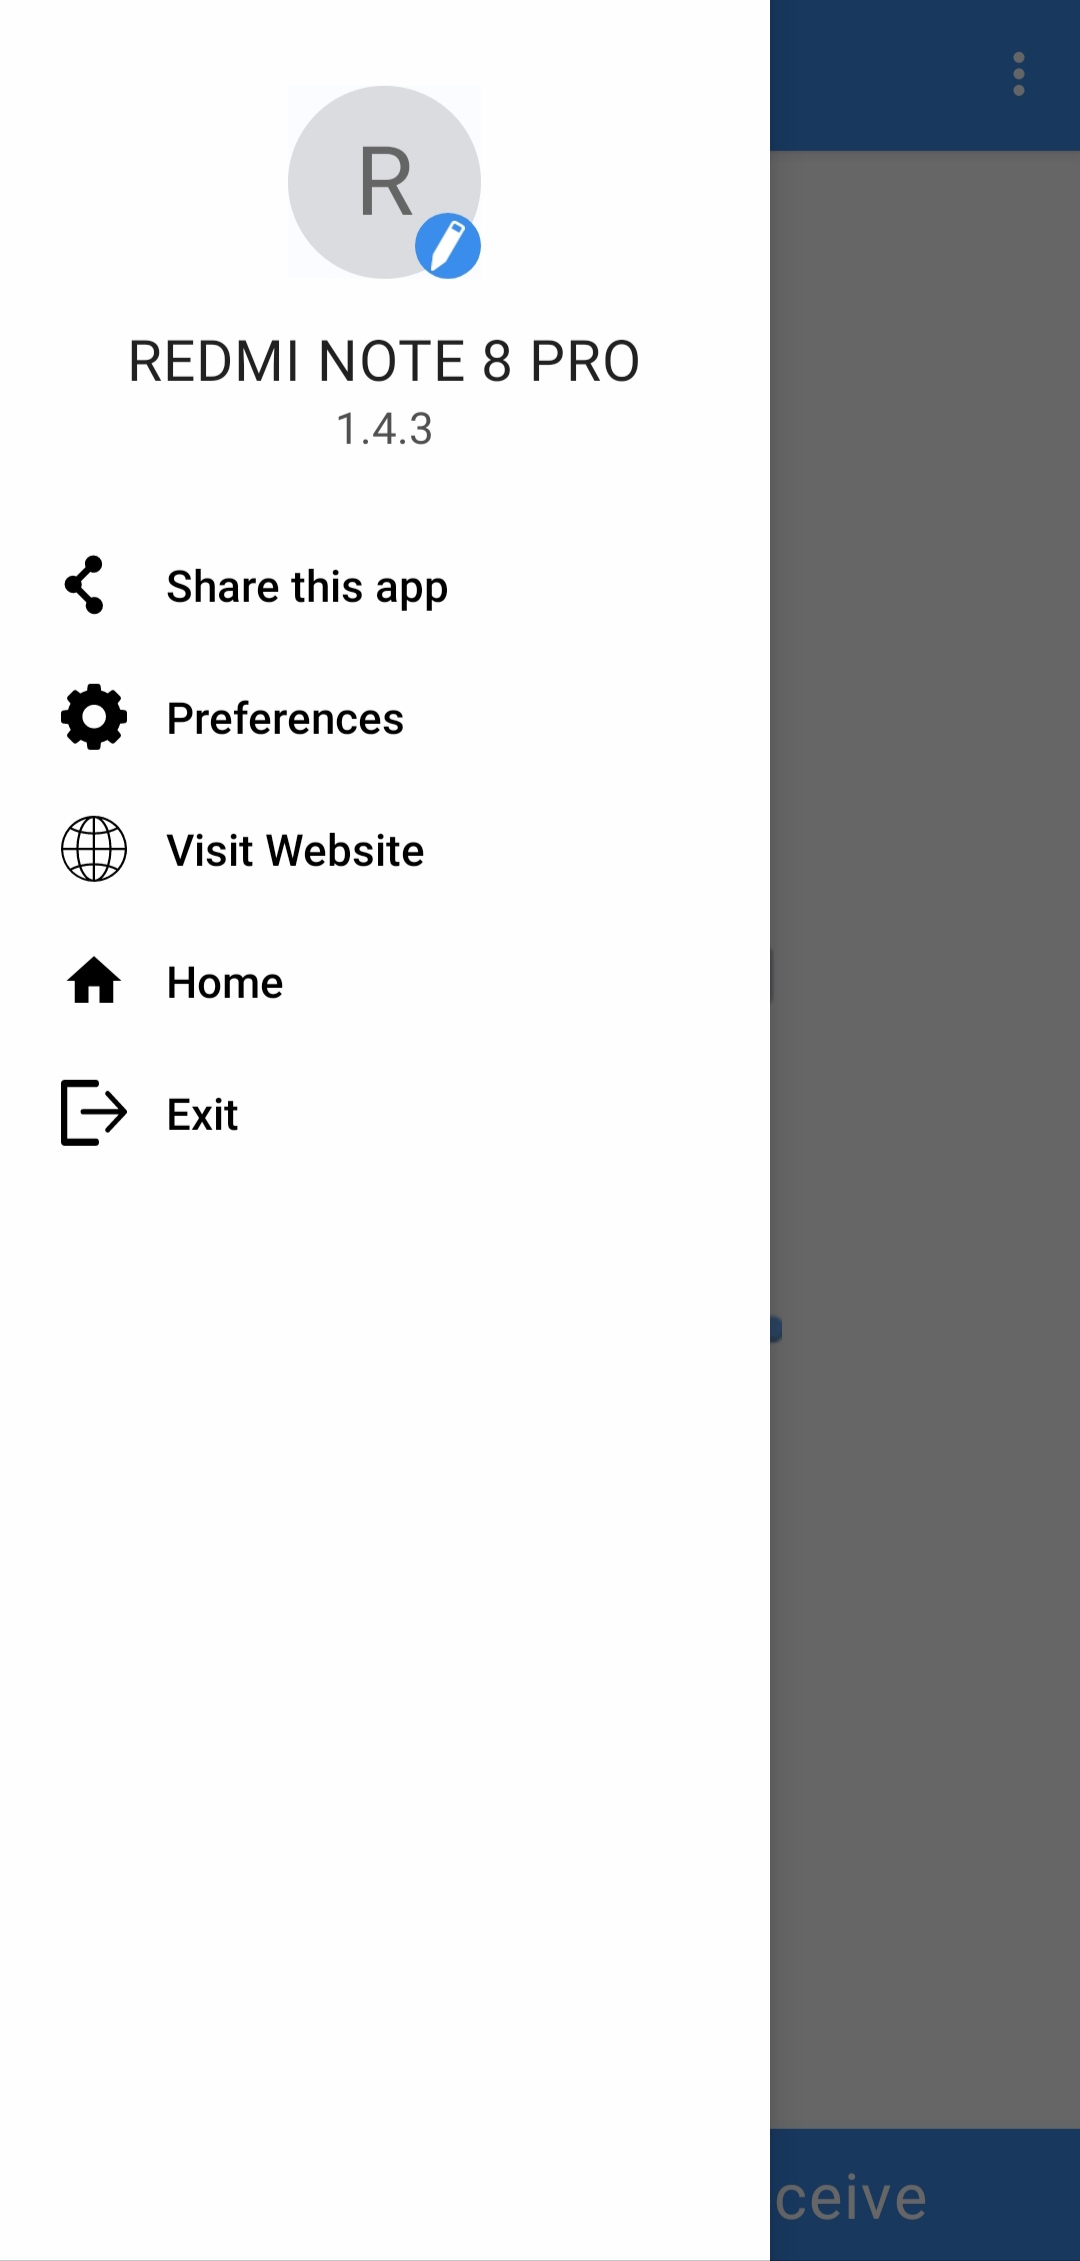 R
REDMI NOTE 8 PRO
1.4.3
Share this app
Preferences
Visit Website
Home
Exit
ceive